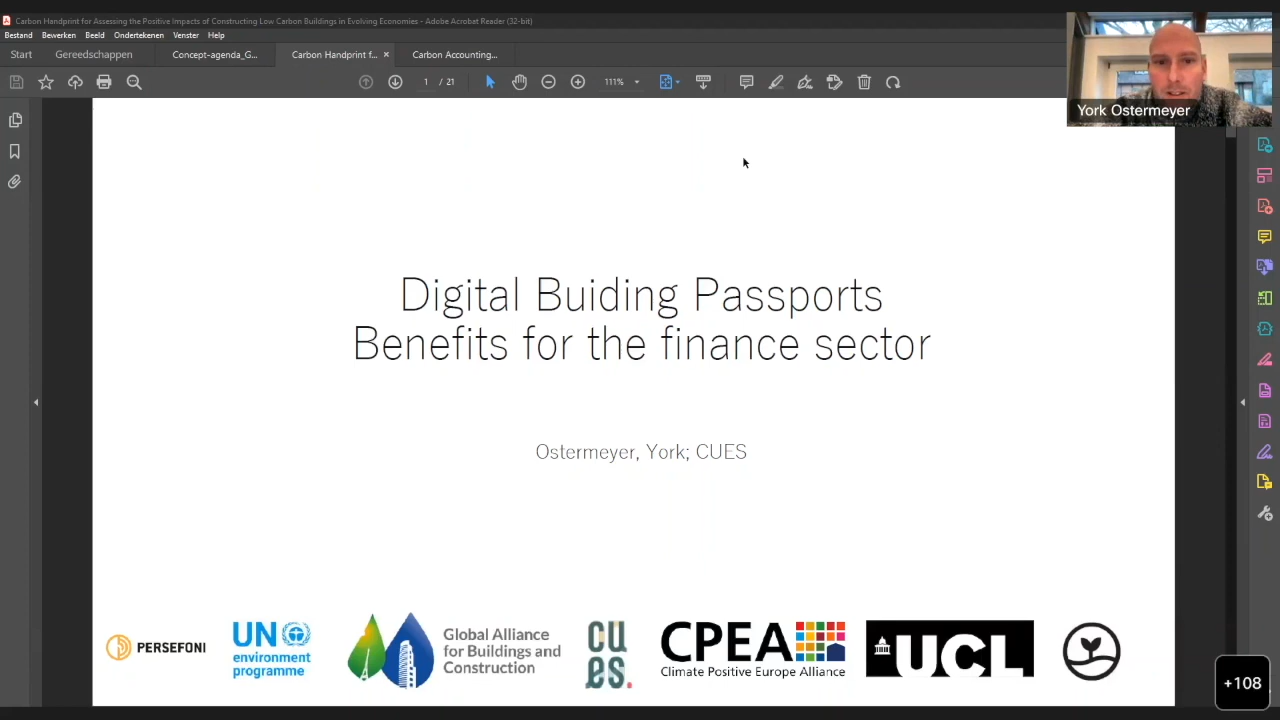 Carbon Handprint for Assessing the Positive Impacts of Constructing Low Carbon Buildings in Evolving Economies - Adobe Acrobat Reader (32-bit)
Bestand Bewerken Beeld Ondertekenen Venster Help
Start Gereedschappen Concept-agenda_G... Carbon Handprint f... × Carbon Accounting...
1 / 21 111%
York Ostermeyer
Digital Buiding Passports
Benefits for the finance sector
Ostermeyer, York; CUES
PERSEFONI
UN
environment
programme
Global Alliance
for Buildings and
Construction
cu
es.
CPEA
Climate Positive Europe Alliance
UCL
+108